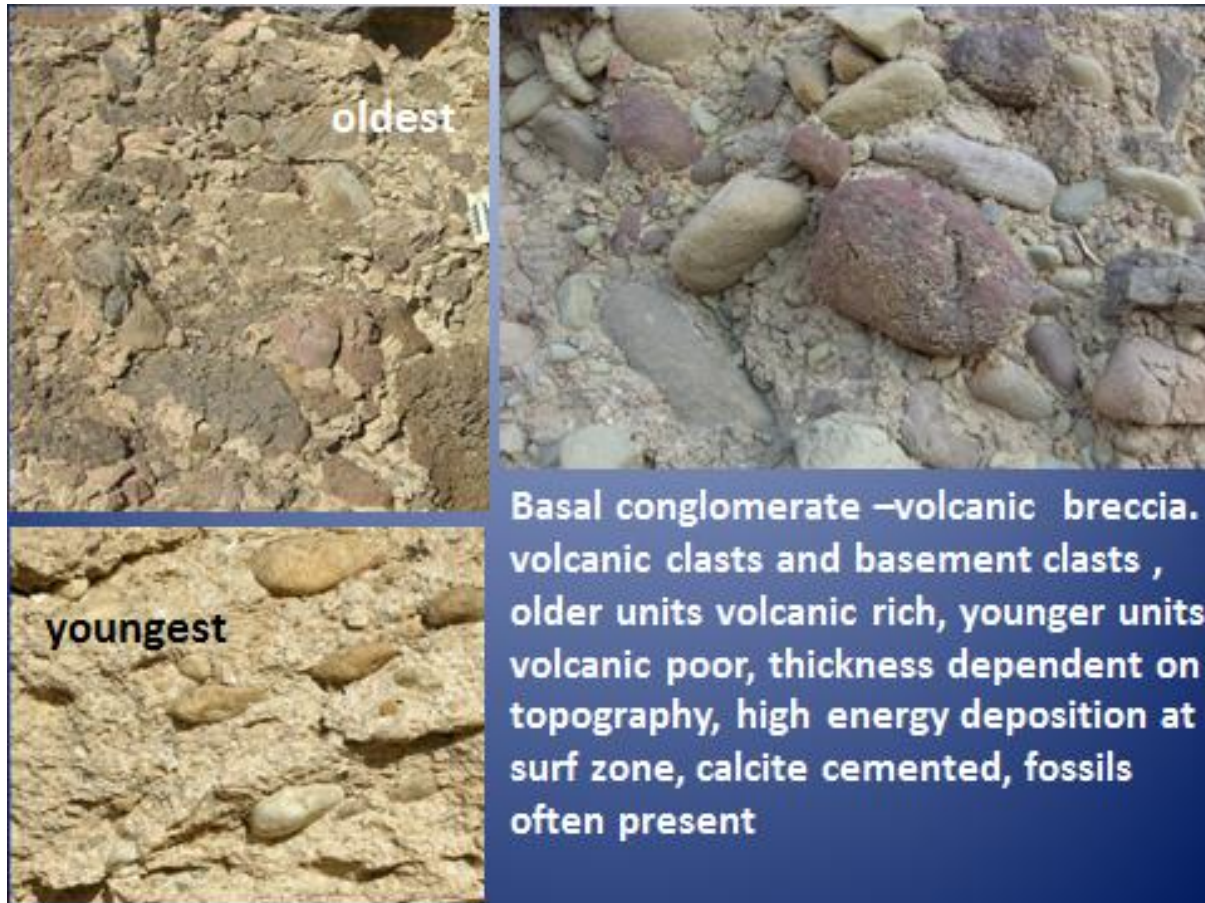 oldest
youngest
Basal conglomerate –volcanic breccia.
volcanic clasts and basement clasts ,
older units volcanic rich, younger units
volcanic poor, thickness dependent on
topography, high energy deposition at
surf zone, calcite cemented, fossils
often present